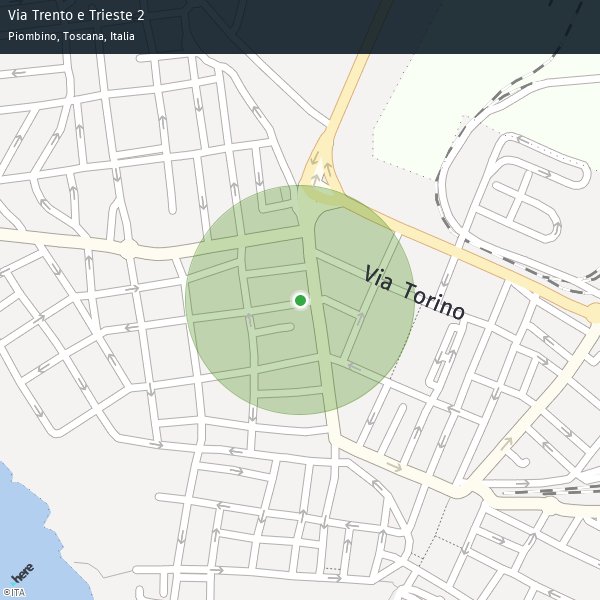 Via Trento e Trieste 2
Piombino, Toscana, Italia
Via Torino
here
©ITA